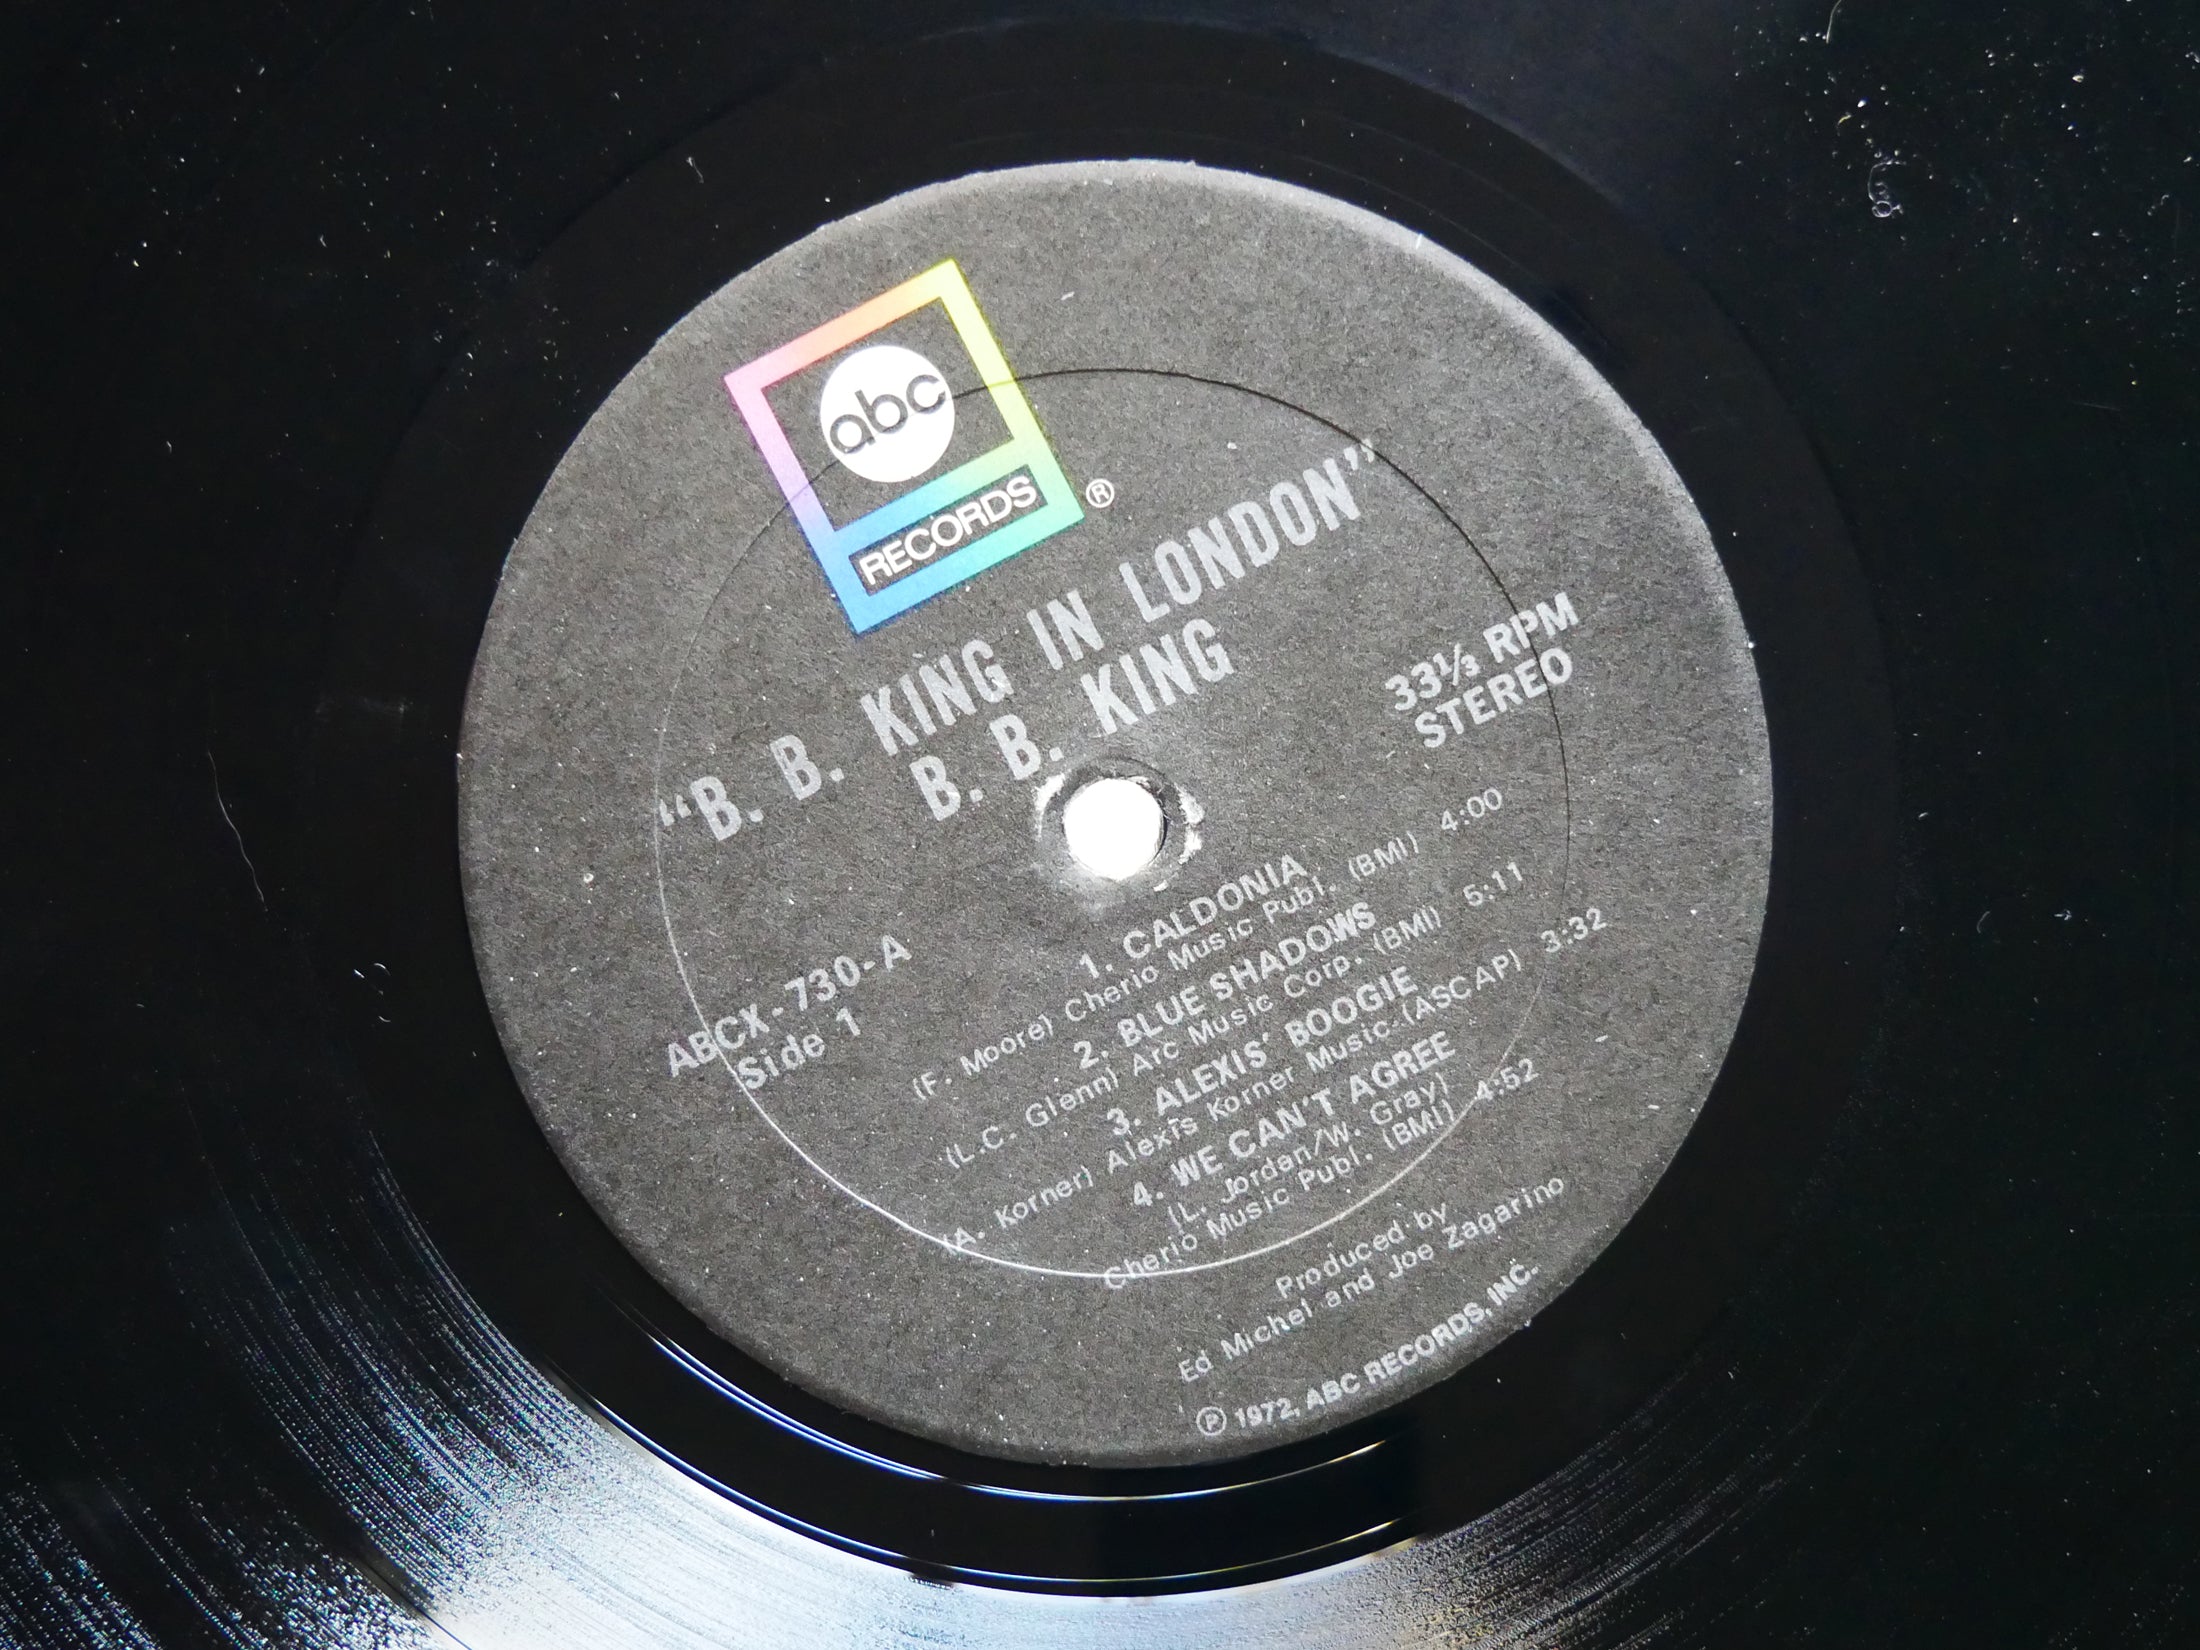 abc
RECORDS ®
“B. B. KING IN LONDON”
B. B. KING
33⅓ RPM
STEREO
ABCX-730-A
Side 1
1. CALDONIA
(F. Moore) Cherio Music Publ. (BMI) 4:00
2. BLUE SHADOWS
(L.C. Glenn) Arc Music Corp. (BMI) 5:11
3. ALEXIS' BOOGIE
(A. Korner) Alexis Korner Music (ASCAP) 3:32
4. WE CAN'T AGREE
(L. Jordan/W. Gray)
Cherio Music Publ. (BMI) 4:52
Produced by
Ed Michel and Joe Zagarino
℗ 1972, ABC RECORDS, INC.